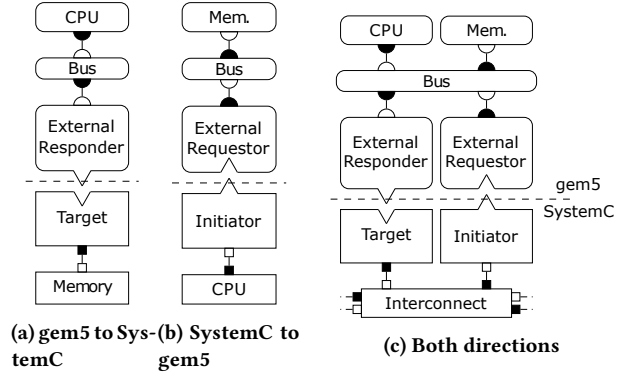 CPU
Bus
External
Responder
Target
Memory
(a) gem5 to Sys-
temC
Mem.
Bus
External
Requestor
Initiator
CPU
(b) SystemC to
gem5
CPU
Mem.
Bus
External
Responder
External
Requestor
gem5
SystemC
Target
Initiator
Interconnect
(c) Both directions